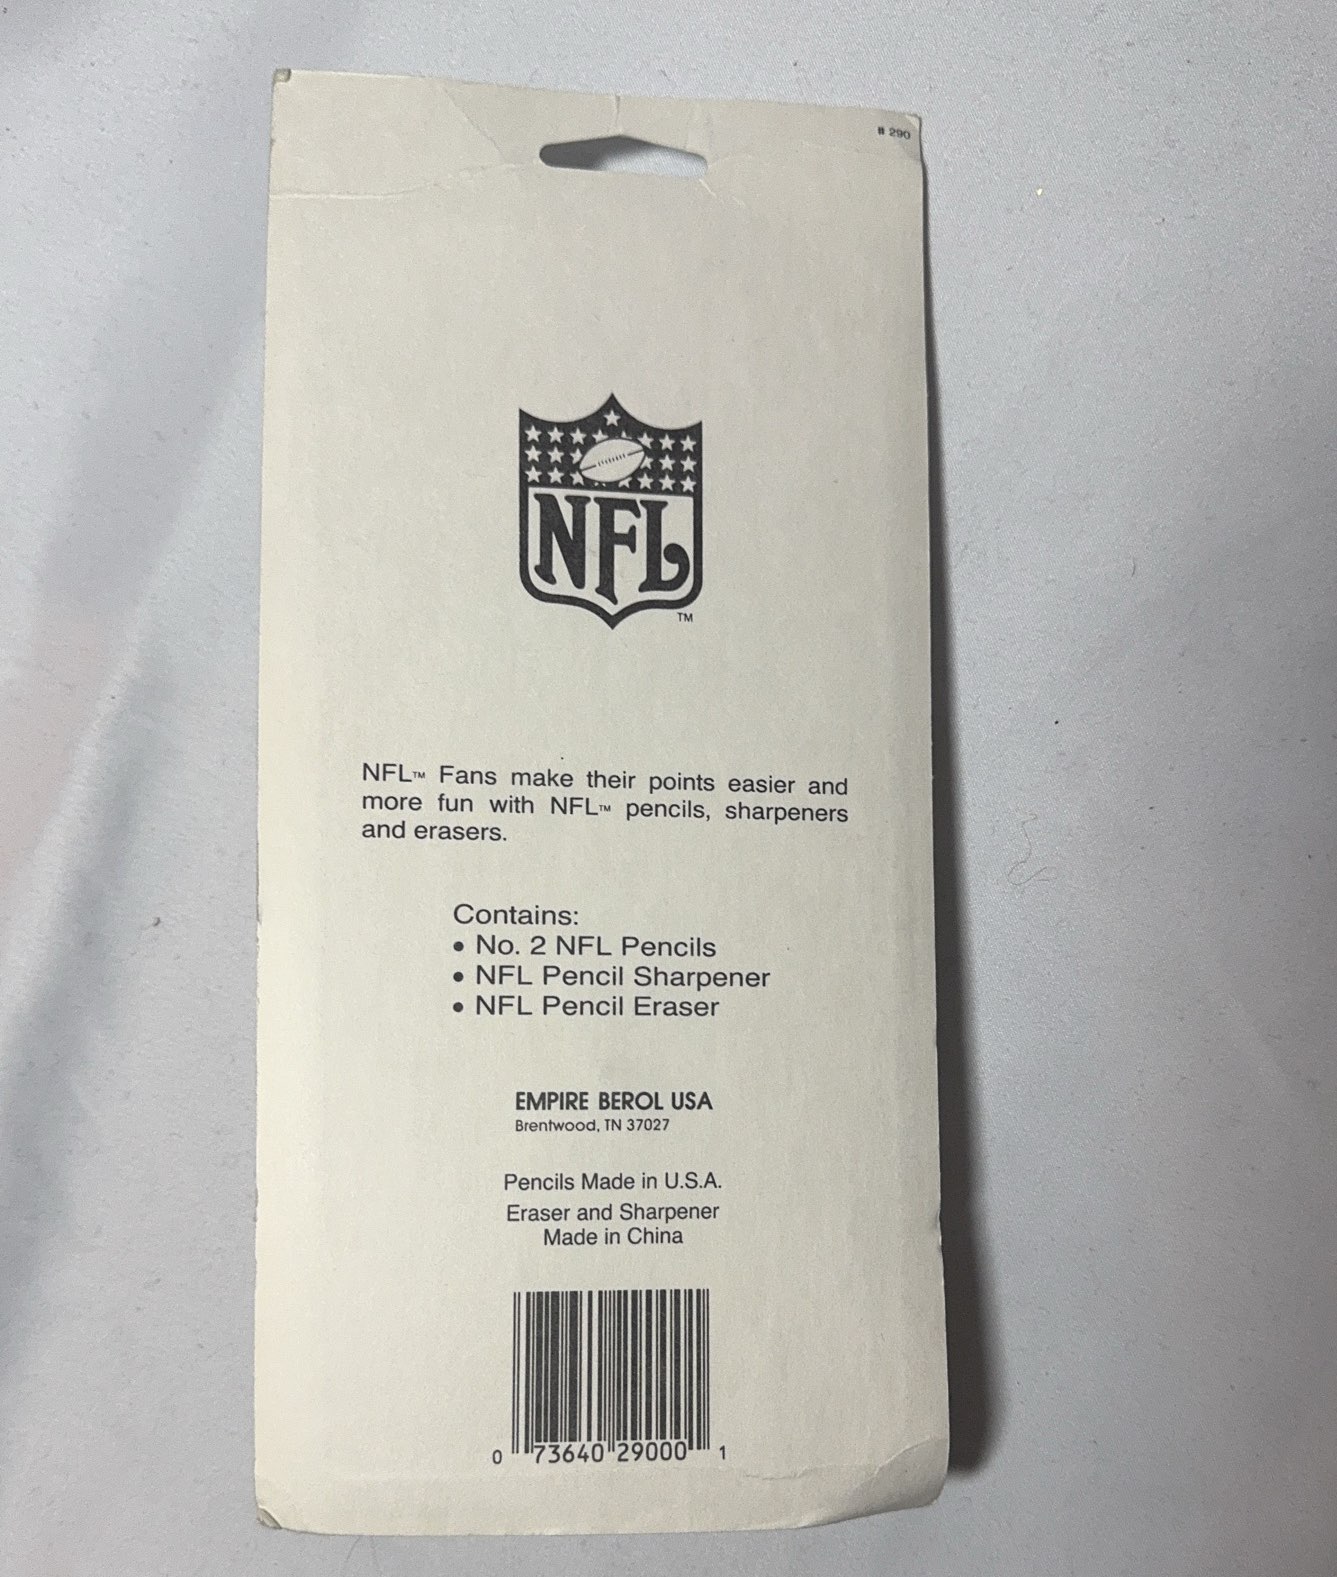 # 290
NFL
TM
NFL™ Fans make their points easier and
more fun with NFL™ pencils, sharpeners
and erasers.
Contains:
• No. 2 NFL Pencils
• NFL Pencil Sharpener
• NFL Pencil Eraser
EMPIRE BEROL USA
Brentwood, TN 37027
Pencils Made in U.S.A.
Eraser and Sharpener
Made in China
0 73640 29000 1